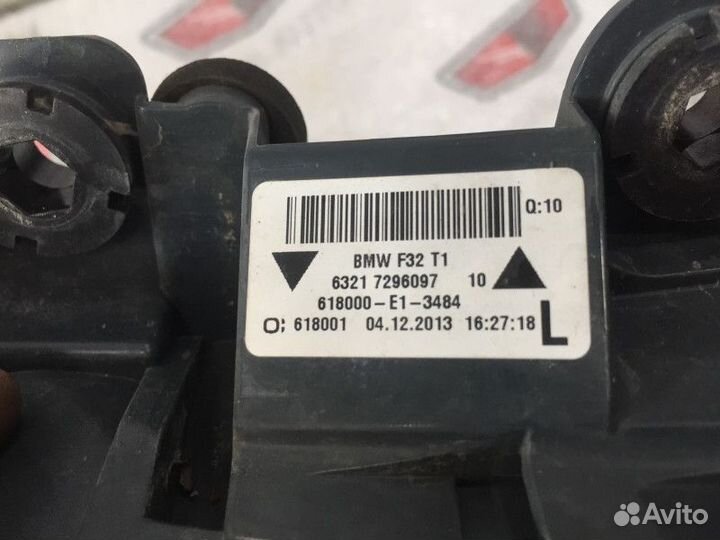 Q:10
BMW F32 T1
6321 7296097 10
618000-E1-3484
O; 618001 04.12.2013 16:27:18 L
Avito